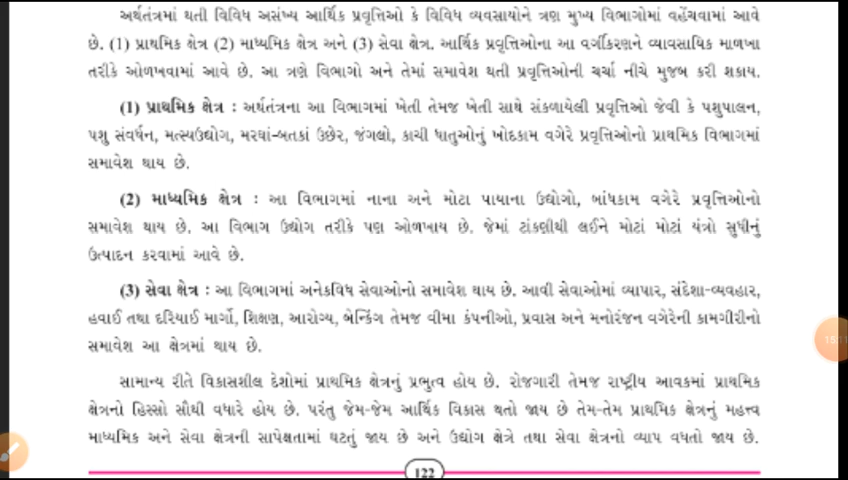 અર્થતંત્રમાં થતી વિવિધ અસંખ્ય આર્થિક પ્રવૃત્તિઓ કે વિવિધ વ્યવસાયોને ત્રણ મુખ્ય વિભાગોમાં વહેંચવામાં આવે
છે. (1) પ્રાથમિક ક્ષેત્ર (2) માધ્યમિક ક્ષેત્ર અને (3) સેવા ક્ષેત્ર. આર્થિક પ્રવૃત્તિઓના આ વર્ગીકરણને વ્યાવસાયિક માળખા
તરીકે ઓળખવામાં આવે છે. આ ત્રણે વિભાગો અને તેમાં સમાવેશ થતી પ્રવૃત્તિઓની ચર્ચા નીચે મુજબ કરી શકાય.
(1) પ્રાથમિક ક્ષેત્ર : અર્થતંત્રના આ વિભાગમાં ખેતી તેમજ ખેતી સાથે સંકળાયેલી પ્રવૃત્તિઓ જેવી કે પશુપાલન,
પશુ સંવર્ધન, મત્સ્યઉદ્યોગ, મરઘાં-બતકાં ઉછેર, જંગલો, કાચી ધાતુઓનું ખોદકામ વગેરે પ્રવૃત્તિઓનો પ્રાથમિક વિભાગમાં
સમાવેશ થાય છે.
(2) માધ્યમિક ક્ષેત્ર : આ વિભાગમાં નાના અને મોટા પાયાના ઉદ્યોગો, બાંધકામ વગેરે પ્રવૃત્તિઓનો
સમાવેશ થાય છે. આ વિભાગ ઉદ્યોગ તરીકે પણ ઓળખાય છે. જેમાં ટાંકણીથી લઈને મોટાં મોટાં યંત્રો સુધીનું
ઉત્પાદન કરવામાં આવે છે.
(3) સેવા ક્ષેત્ર : આ વિભાગમાં અનેકવિધ સેવાઓનો સમાવેશ થાય છે. આવી સેવાઓમાં વ્યાપાર, સંદેશા-વ્યવહાર,
હવાઈ તથા દરિયાઈ માર્ગો, શિક્ષણ, આરોગ્ય, બેન્કિંગ તેમજ વીમા કંપનીઓ, પ્રવાસ અને મનોરંજન વગેરેની કામગીરીનો
સમાવેશ આ ક્ષેત્રમાં થાય છે.
સામાન્ય રીતે વિકાસશીલ દેશોમાં પ્રાથમિક ક્ષેત્રનું પ્રભુત્વ હોય છે. રોજગારી તેમજ રાષ્ટ્રીય આવકમાં પ્રાથમિક
ક્ષેત્રનો હિસ્સો સૌથી વધારે હોય છે. પરંતુ જેમ-જેમ આર્થિક વિકાસ થતો જાય છે તેમ-તેમ પ્રાથમિક ક્ષેત્રનું મહત્ત્વ
માધ્યમિક અને સેવા ક્ષેત્રની સાપેક્ષતામાં ઘટતું જાય છે અને ઉદ્યોગ ક્ષેત્રે તથા સેવા ક્ષેત્રનો વ્યાપ વધતો જાય છે.
122